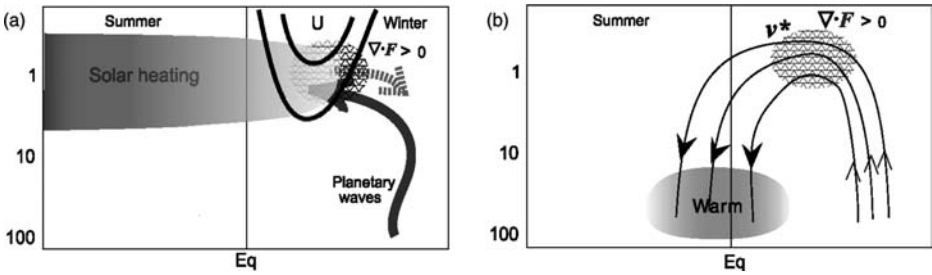 (a)
Summer
U
Winter
∇·F > 0
Solar heating
1
10
100
Planetary
waves
Eq
(b)
Summer
v*
∇·F > 0
1
10
100
Warm
Eq